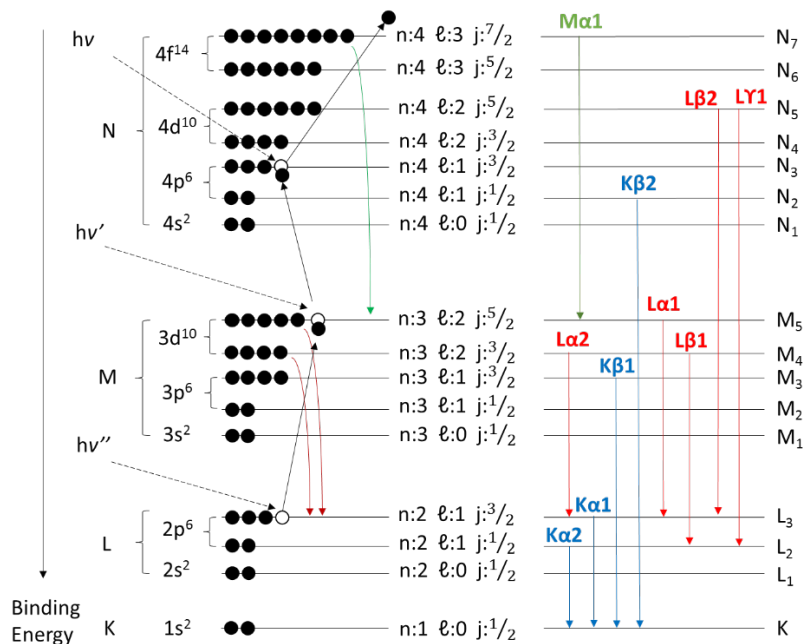 hν
4f¹⁴
n:4 ℓ:3 j:⁷/₂
Mα1
N₇
n:4 ℓ:3 j:⁵/₂
N₆
N
4d¹⁰
n:4 ℓ:2 j:⁵/₂
Lβ2
LϒƖ1
N₅
n:4 ℓ:2 j:³/₂
N₄
4p⁶
n:4 ℓ:1 j:³/₂
N₃
n:4 ℓ:1 j:¹/₂
Kβ2
N₂
4s²
n:4 ℓ:0 j:¹/₂
N₁
hν’
n:3 ℓ:2 j:⁵/₂
Lα1
M₅
3d¹⁰
n:3 ℓ:2 j:³/₂
Lα2
Lβ1
M₄
M
3p⁶
n:3 ℓ:1 j:³/₂
Kβ1
M₃
n:3 ℓ:1 j:¹/₂
M₂
3s²
n:3 ℓ:0 j:¹/₂
M₁
hν’’
n:2 ℓ:1 j:³/₂
Kα1
L₃
L
2p⁶
n:2 ℓ:1 j:¹/₂
Kα2
L₂
2s²
n:2 ℓ:0 j:¹/₂
L₁
Binding
Energy
K
1s²
n:1 ℓ:0 j:¹/₂
K